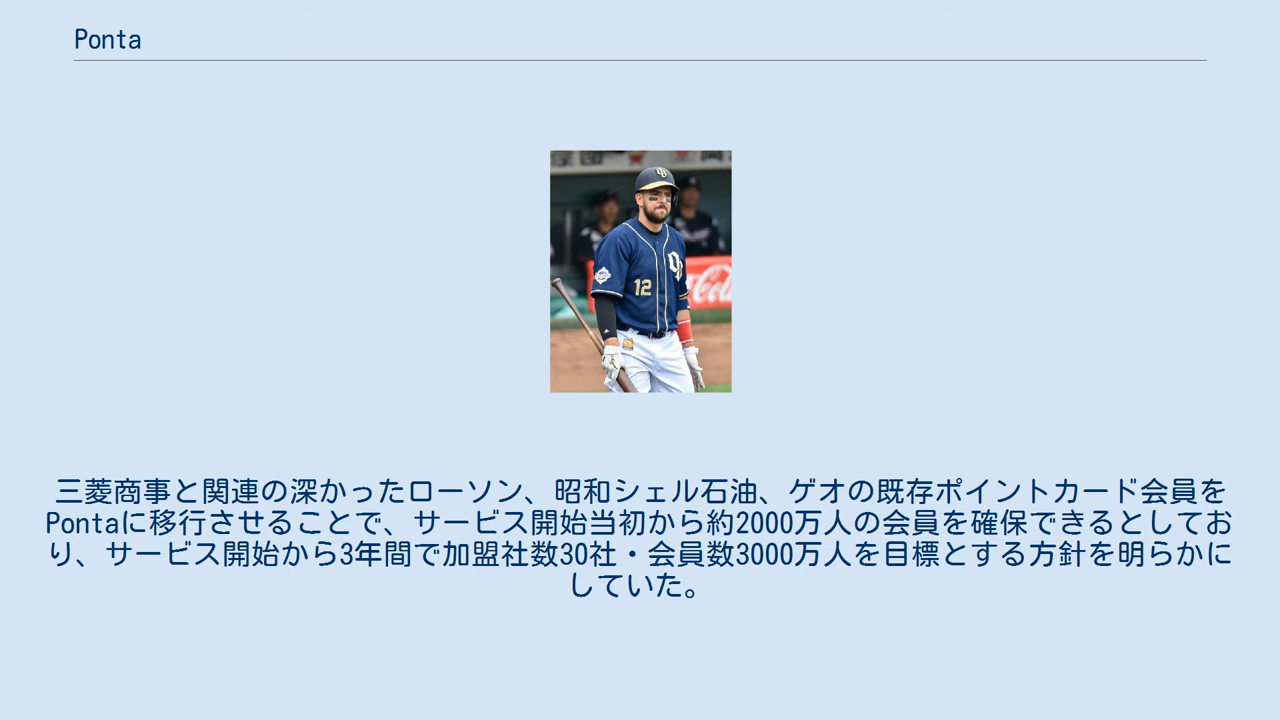 Ponta
12
Cola
三菱商事と関連の深かったローソン、昭和シェル石油、ゲオの既存ポイントカード会員を
Pontaに移行させることで、サービス開始当初から約2000万人の会員を確保できるとしてお
り、サービス開始から3年間で加盟社数30社・会員数3000万人を目標とする方針を明らかに
していた。